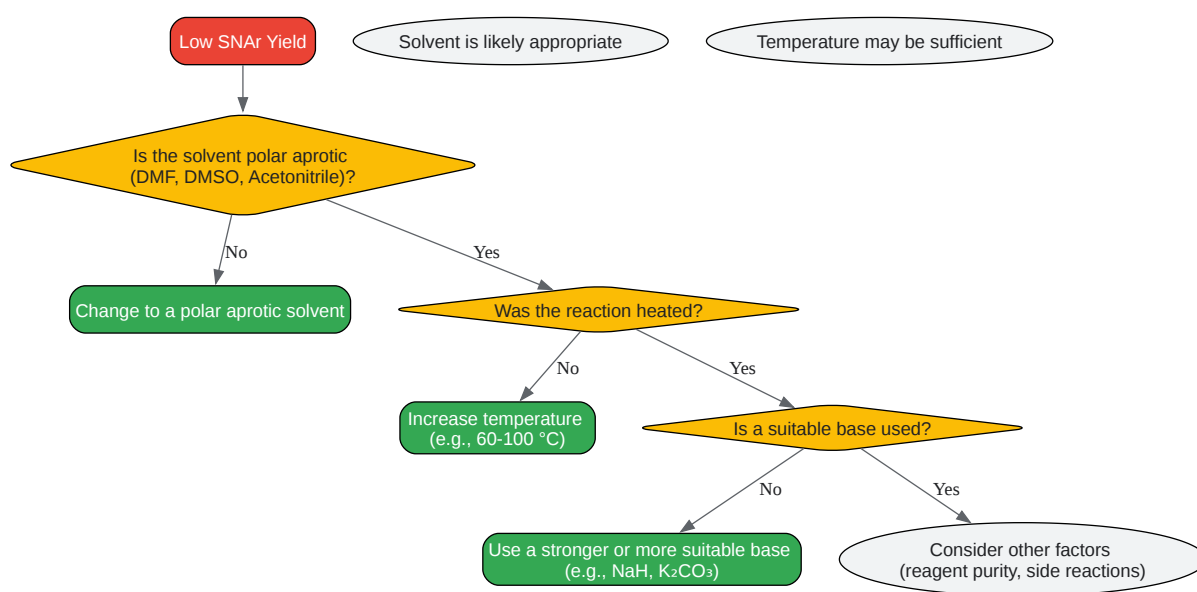 Low SNAr Yield
Solvent is likely appropriate
Temperature may be sufficient
Is the solvent polar aprotic
(DMF, DMSO, Acetonitrile)?
No
Yes
Change to a polar aprotic solvent
Was the reaction heated?
No
Yes
Increase temperature
(e.g., 60-100 °C)
Is a suitable base used?
No
Yes
Use a stronger or more suitable base
(e.g., NaH, K₂CO₃)
Consider other factors
(reagent purity, side reactions)